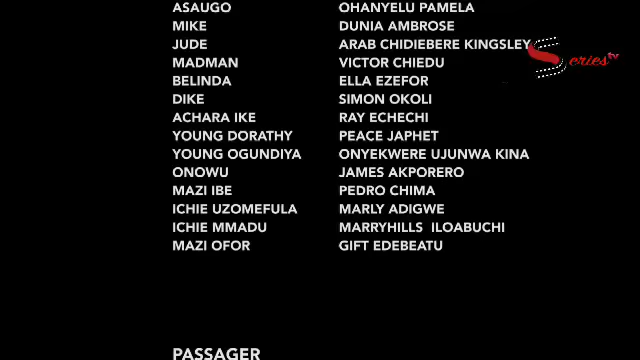 ASAUGO OHANYELU PAMELA
MIKE DUNIA AMBROSE
JUDE ARAB CHIDIEBERE KINGSLEY
MADMAN VICTOR CHIEDU
BELINDA ELLA EZEFOR
DIKE SIMON OKOLI
ACHARA IKE RAY ECHECHI
YOUNG DORATHY PEACE JAPHET
YOUNG OGUNDIYA ONYEKWERE UJUNWA KINA
ONOWU JAMES AKPORERO
MAZI IBE PEDRO CHIMA
ICHIE UZOMEFULA MARLY ADIGWE
ICHIE MMADU MARRYHILLS ILOABUCHI
MAZI OFOR GIFT EDEBEATU
PASSAGER
Series tv